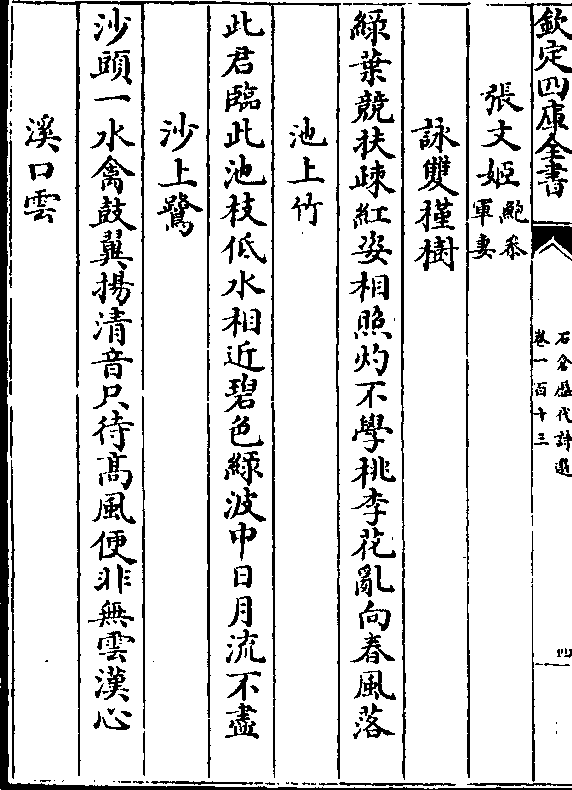 欽定四庫全書
石倉歷代詩選
卷一百十三
四
張文姬鮑參軍妻
詠雙槿樹
綠葉競扶疎紅姿相照灼不學桃李花亂向春風落
池上竹
此君臨此池枝低水相近碧色綠波中日月流不盡
沙上鷺
沙頭一水禽鼓翼揚清音只待高風便非無雲漢心
溪口雲